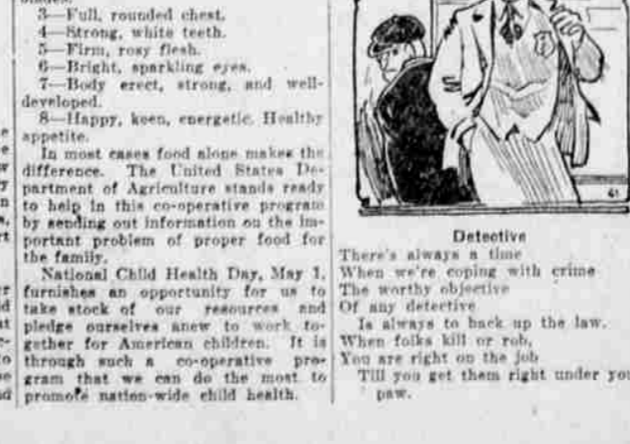 3—Full, rounded chest.
4—Strong, white teeth.
5—Firm, rosy flesh.
6—Bright, sparkling eyes.
7—Body erect, strong, and well-
developed.
8—Happy, keen, energetic. Healthy
appetite.
In most cases food alone makes the
difference. The United States De-
partment of Agriculture stands ready
to help in this co-operative program
by sending out information on the im-
portant problem of proper food for
the family.
National Child Health Day, May 1,
furnishes an opportunity for us to
take stock of our resources and
pledge ourselves anew to work to-
gether for American children. It is
through such a co-operative pro-
gram that we can do the most to
promote nation-wide child health.
Detective
There's always a time
When we're coping with crime
The worthy objective
Of any detective
Is always to back up the law.
When folks kill or rob,
You are right on the job
Till you get them right under you
paw.